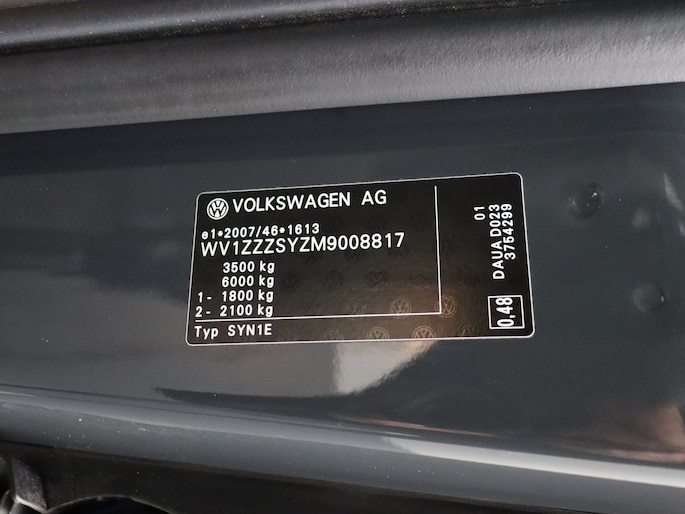 VOLKSWAGEN AG
e1*2007/46*1613
WV1ZZZSYZM9008817
3500 kg
6000 kg
1- 1800 kg
2- 2100 kg
Typ SYN1E
01
DAUA D023
3754299
0,48